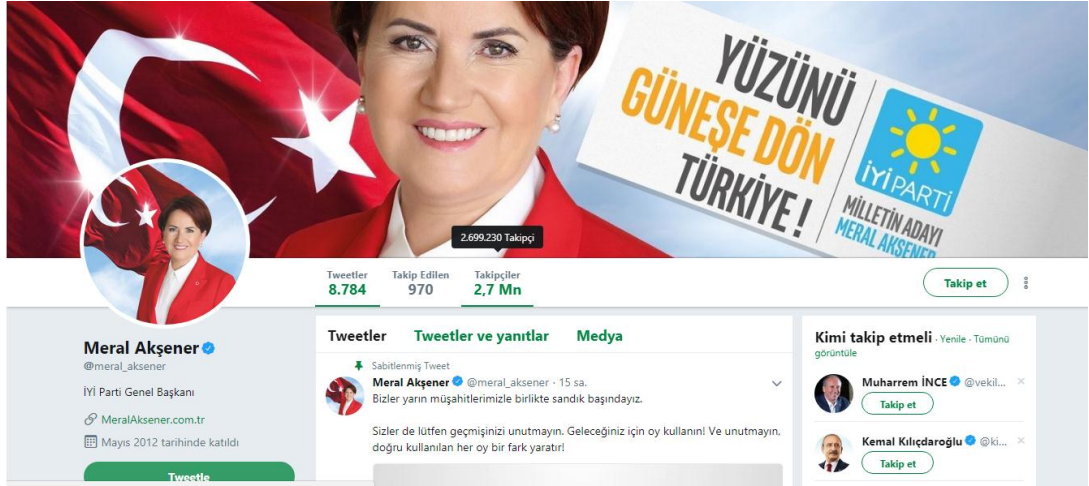 YÜZÜNÜ
GÜNEŞE DÖN
TÜRKİYE!
İYİ PARTİ
MİLLETİN ADAYI
MERAL AKŞENER
2.699.230 Takipçi
Tweetler
8.784
Takip Edilen
970
Takipçiler
2,7 Mn
Takip et
Meral Akşener
@meral_aksener
İYİ Parti Genel Başkanı
MeralAksener.com.tr
Mayıs 2012 tarihinde katıldı
Tweetle
Tweetler Tweetler ve yanıtlar Medya
Sabitlenmiş Tweet
Meral Akşener @meral_aksener · 15 sa.
Bizler yarın müşahitlerimizle birlikte sandık başındayız.
Sizler de lütfen geçmişinizi unutmayın. Geleceğiniz için oy kullanın! Ve unutmayın,
doğru kullanılan her oy bir fark yaratır!
Kimi takip etmeli · Yenile · Tümünü
görüntüle
Muharrem İNCE @vekil...
Takip et
Kemal Kılıçdaroğlu @ki...
Takip et